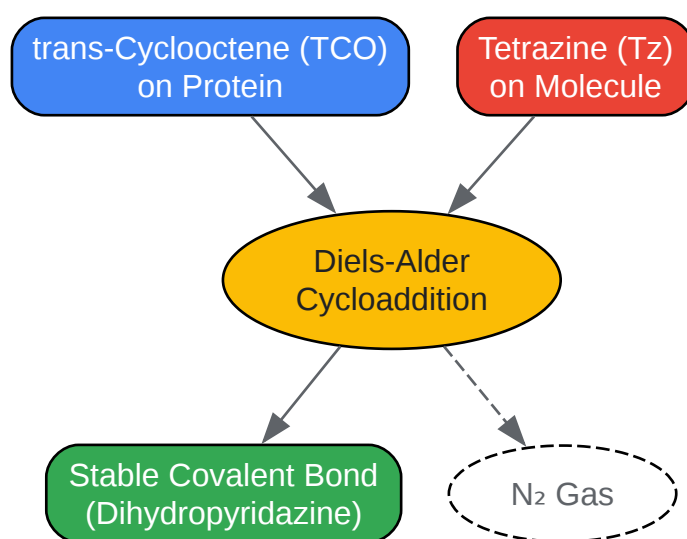 trans-Cyclooctene (TCO)
on Protein
Tetrazine (Tz)
on Molecule
Diels-Alder
Cycloaddition
Stable Covalent Bond
(Dihydropyridazine)
N₂ Gas